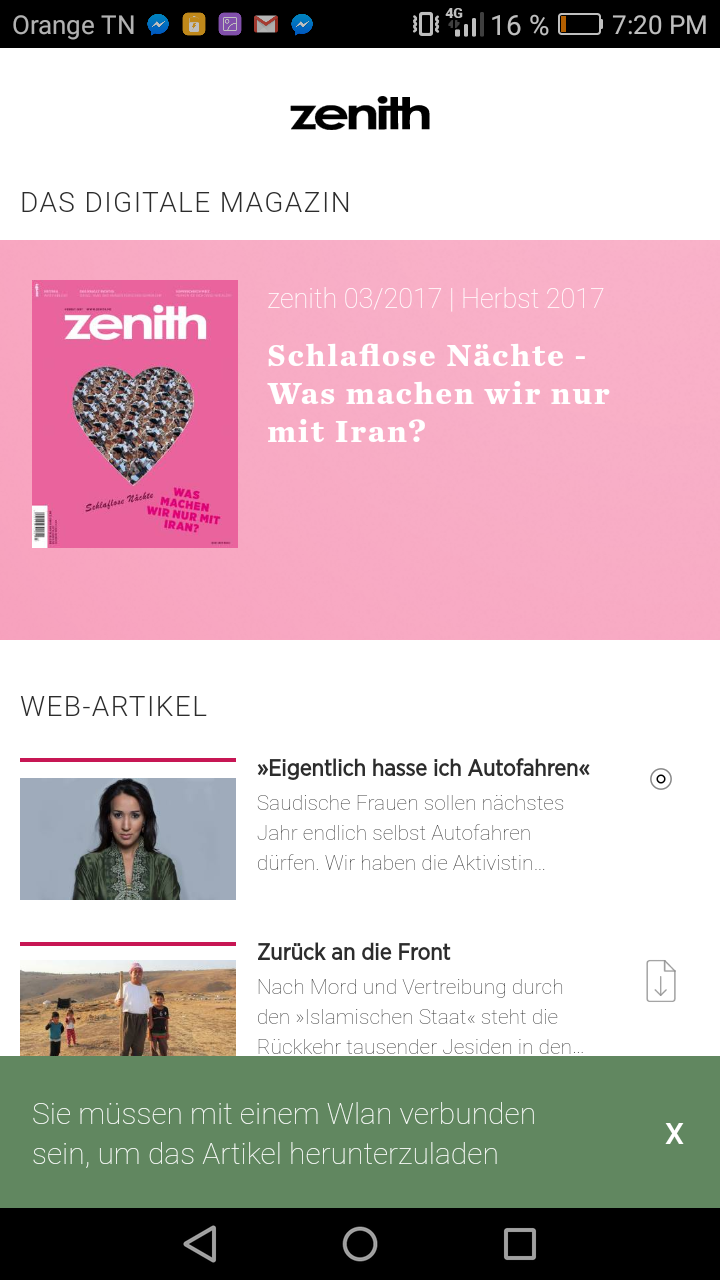 Orange TN
4G
16 %
7:20 PM
zenith
DAS DIGITALE MAGAZIN
zenith
Schlaflose Nächte
WAS
MACHEN
WIR NUR MIT
IRAN?
zenith 03/2017 | Herbst 2017
Schlaflose Nächte -
Was machen wir nur
mit Iran?
WEB-ARTIKEL
»Eigentlich hasse ich Autofahren«
Saudische Frauen sollen nächstes
Jahr endlich selbst Autofahren
dürfen. Wir haben die Aktivistin...
Zurück an die Front
Nach Mord und Vertreibung durch
den »Islamischen Staat« steht die
Rückkehr tausender Jesiden in den...
Sie müssen mit einem Wlan verbunden
sein, um das Artikel herunterzuladen
X